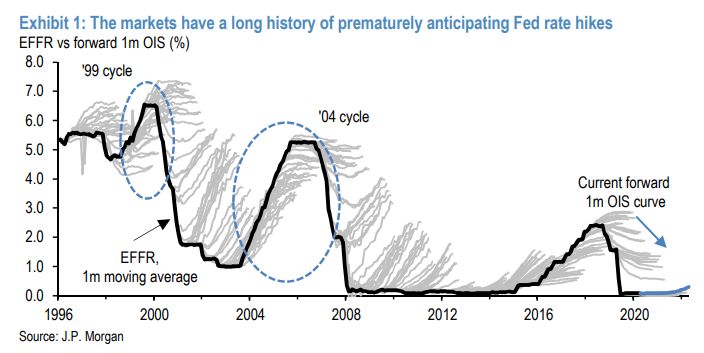 Exhibit 1: The markets have a long history of prematurely anticipating Fed rate hikes
EFFR vs forward 1m OIS (%)
8.0
7.0
6.0
5.0
4.0
3.0
2.0
1.0
0.0
'99 cycle
'04 cycle
Current forward
1m OIS curve
EFFR,
1m moving average
1996
2000
2004
2008
2012
2016
2020
Source: J.P. Morgan